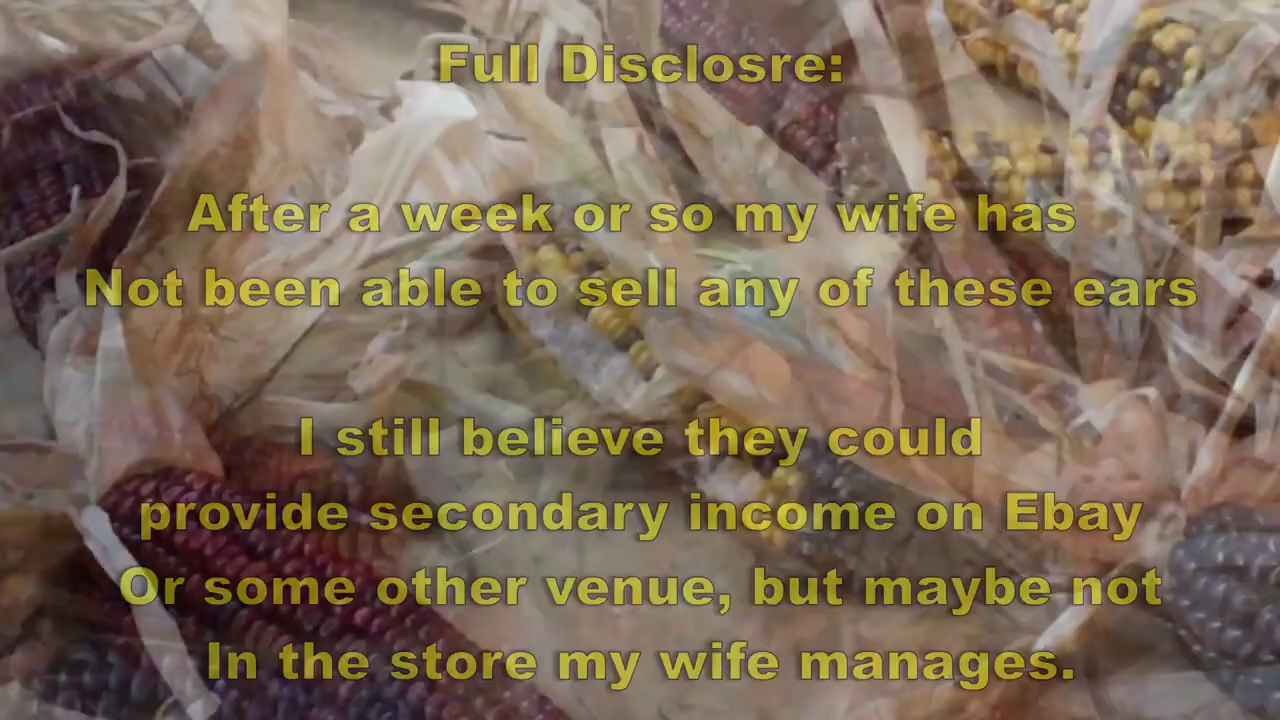 Full Disclosre:
After a week or so my wife has
Not been able to sell any of these ears
I still believe they could
provide secondary income on Ebay
Or some other venue, but maybe not
In the store my wife manages.